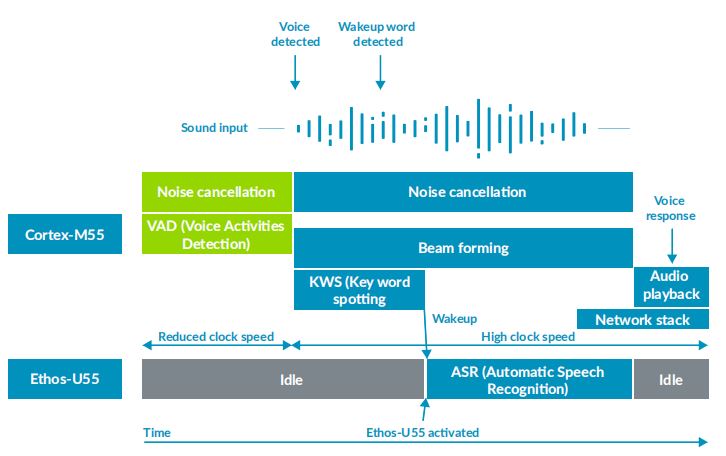 Voice
detected
Wakeup word
detected
Sound input
Noise cancellation
Noise cancellation
Voice
response
Cortex-M55
VAD (Voice Activities
Detection)
Beam forming
KWS (Key word
spotting
Audio
playback
Network stack
Wakeup
Reduced clock speed
High clock speed
Ethos-U55
Idle
ASR (Automatic Speech
Recognition)
Idle
Time
Ethos-U55 activated